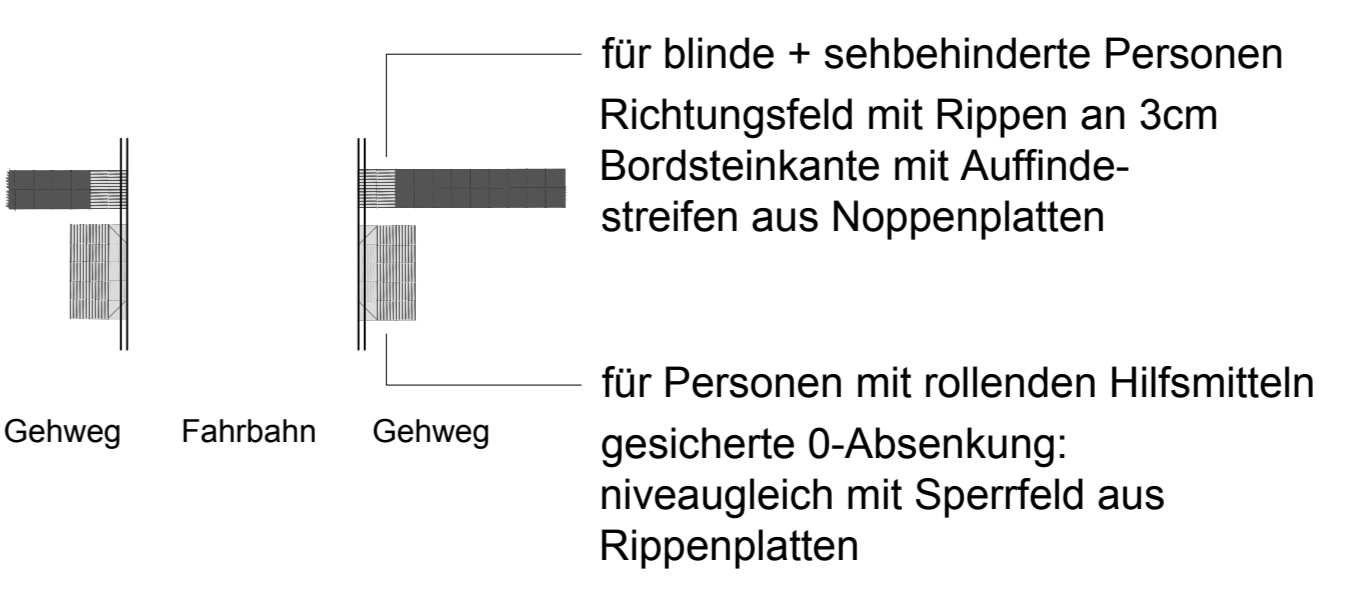 für blinde + sehbehinderte Personen
Richtungsfeld mit Rippen an 3cm
Bordsteinkante mit Auffinde-
streifen aus Noppenplatten
für Personen mit rollenden Hilfsmitteln
gesicherte 0-Absenkung:
niveaugleich mit Sperrfeld aus
Rippenplatten
Gehweg Fahrbahn Gehweg